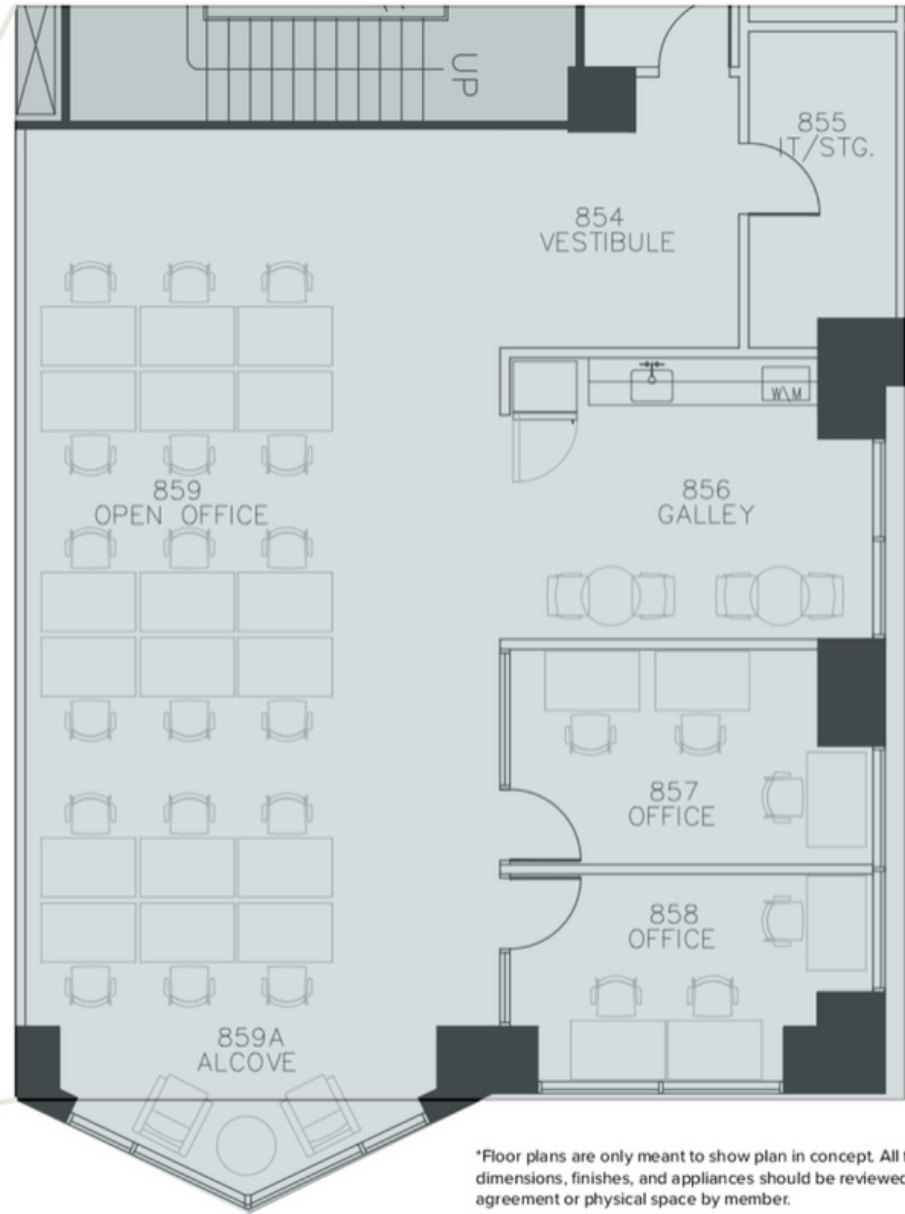 UP
855
IT/STG.
854
VESTIBULE
W\M
859
OPEN OFFICE
856
GALLEY
857
OFFICE
858
OFFICE
859A
ALCOVE
*Floor plans are only meant to show plan in concept. All
dimensions, finishes, and appliances should be reviewed
agreement or physical space by member.